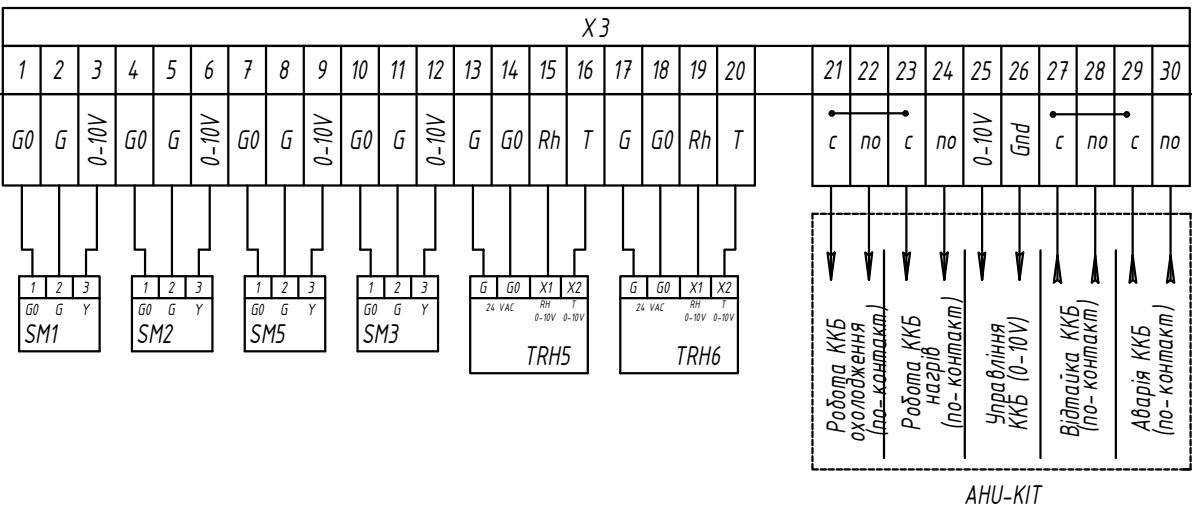 X3
1 2 3 4 5 6 7 8 9 10 11 12 13 14 15 16 17 18 19 20 21 22 23 24 25 26 27 28 29 30
G0 G 0-10V G0 G 0-10V G0 G 0-10V G0 G 0-10V G G0 Rh T G G0 Rh T c no c no 0-10V Gnd c no c no
1 2 3
G0 G Y
SM1
1 2 3
G0 G Y
SM2
1 2 3
G0 G Y
SM5
1 2 3
G0 G Y
SM3
G G0 X1 X2
24 VAC RH T
0-10V 0-10V
TRH5
G G0 X1 X2
24 VAC RH T
0-10V 0-10V
TRH6
Робота ККБ
охолодження
(no-контакт)
Робота ККБ
нагрів
(no-контакт)
Управління
ККБ (0-10V)
Відтайка ККБ
(no-контакт)
Аварія ККБ
(no-контакт)
AHU-KIT